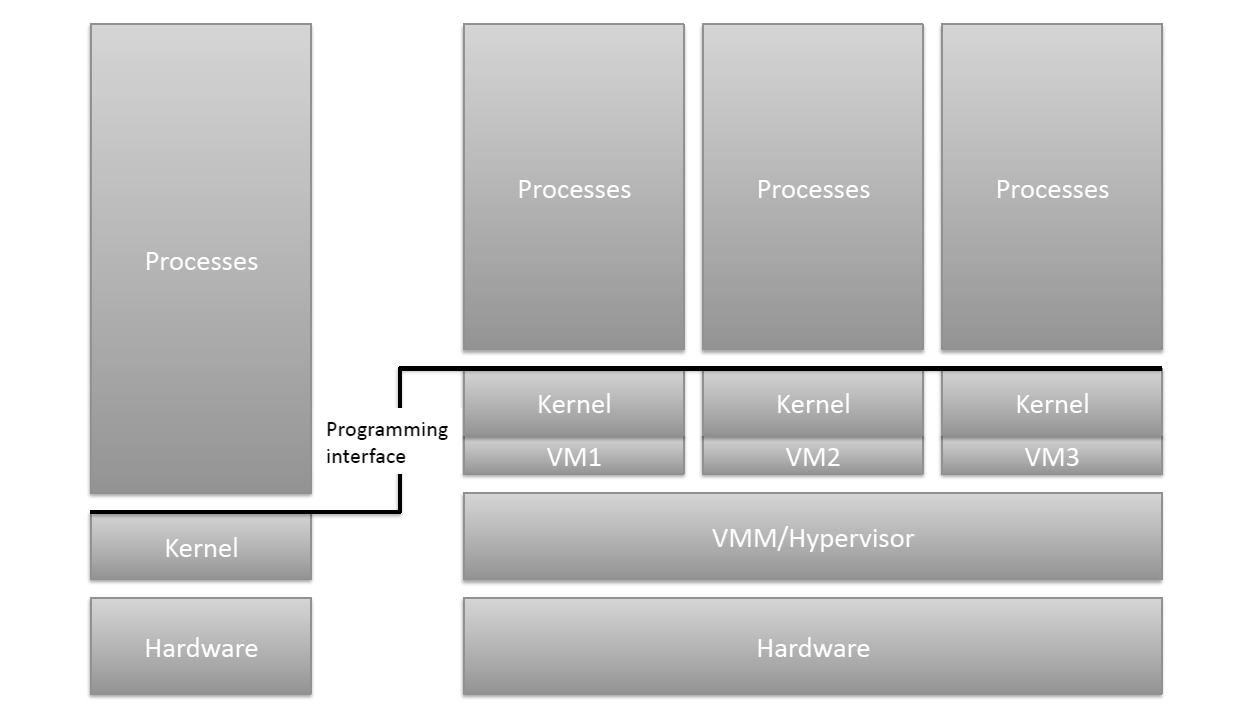 Processes
Kernel
Hardware
Programming
interface
Processes
Processes
Processes
Kernel
Kernel
Kernel
VM1
VM2
VM3
VMM/Hypervisor
Hardware